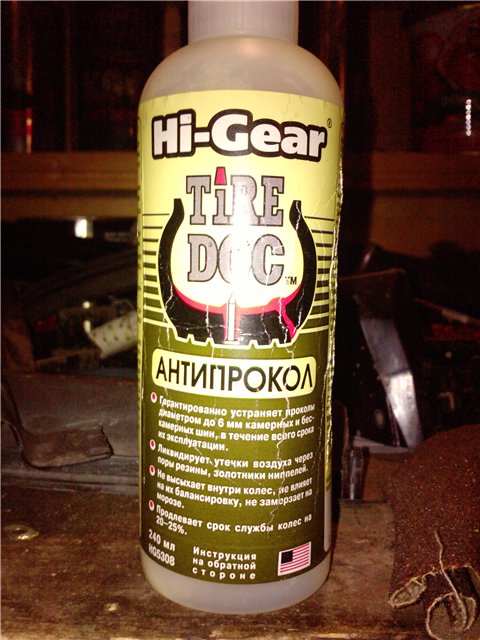 Hi-Gear®
TiRE
DOC™
АНТИПРОКОЛ
Гарантированно устраняет проколы
диаметром до 6 мм камерных и бес-
камерных шин, в течение всего срока
их эксплуатации.
Ликвидирует утечки воздуха через
поры резины, золотники ниппелей.
Не высыхает внутри колес, не влияет
на их балансировку, не замерзает на
морозе.
Продлевает срок службы колес на
20-25%.
240 мл
HG5308
Инструкция
на обратной
стороне